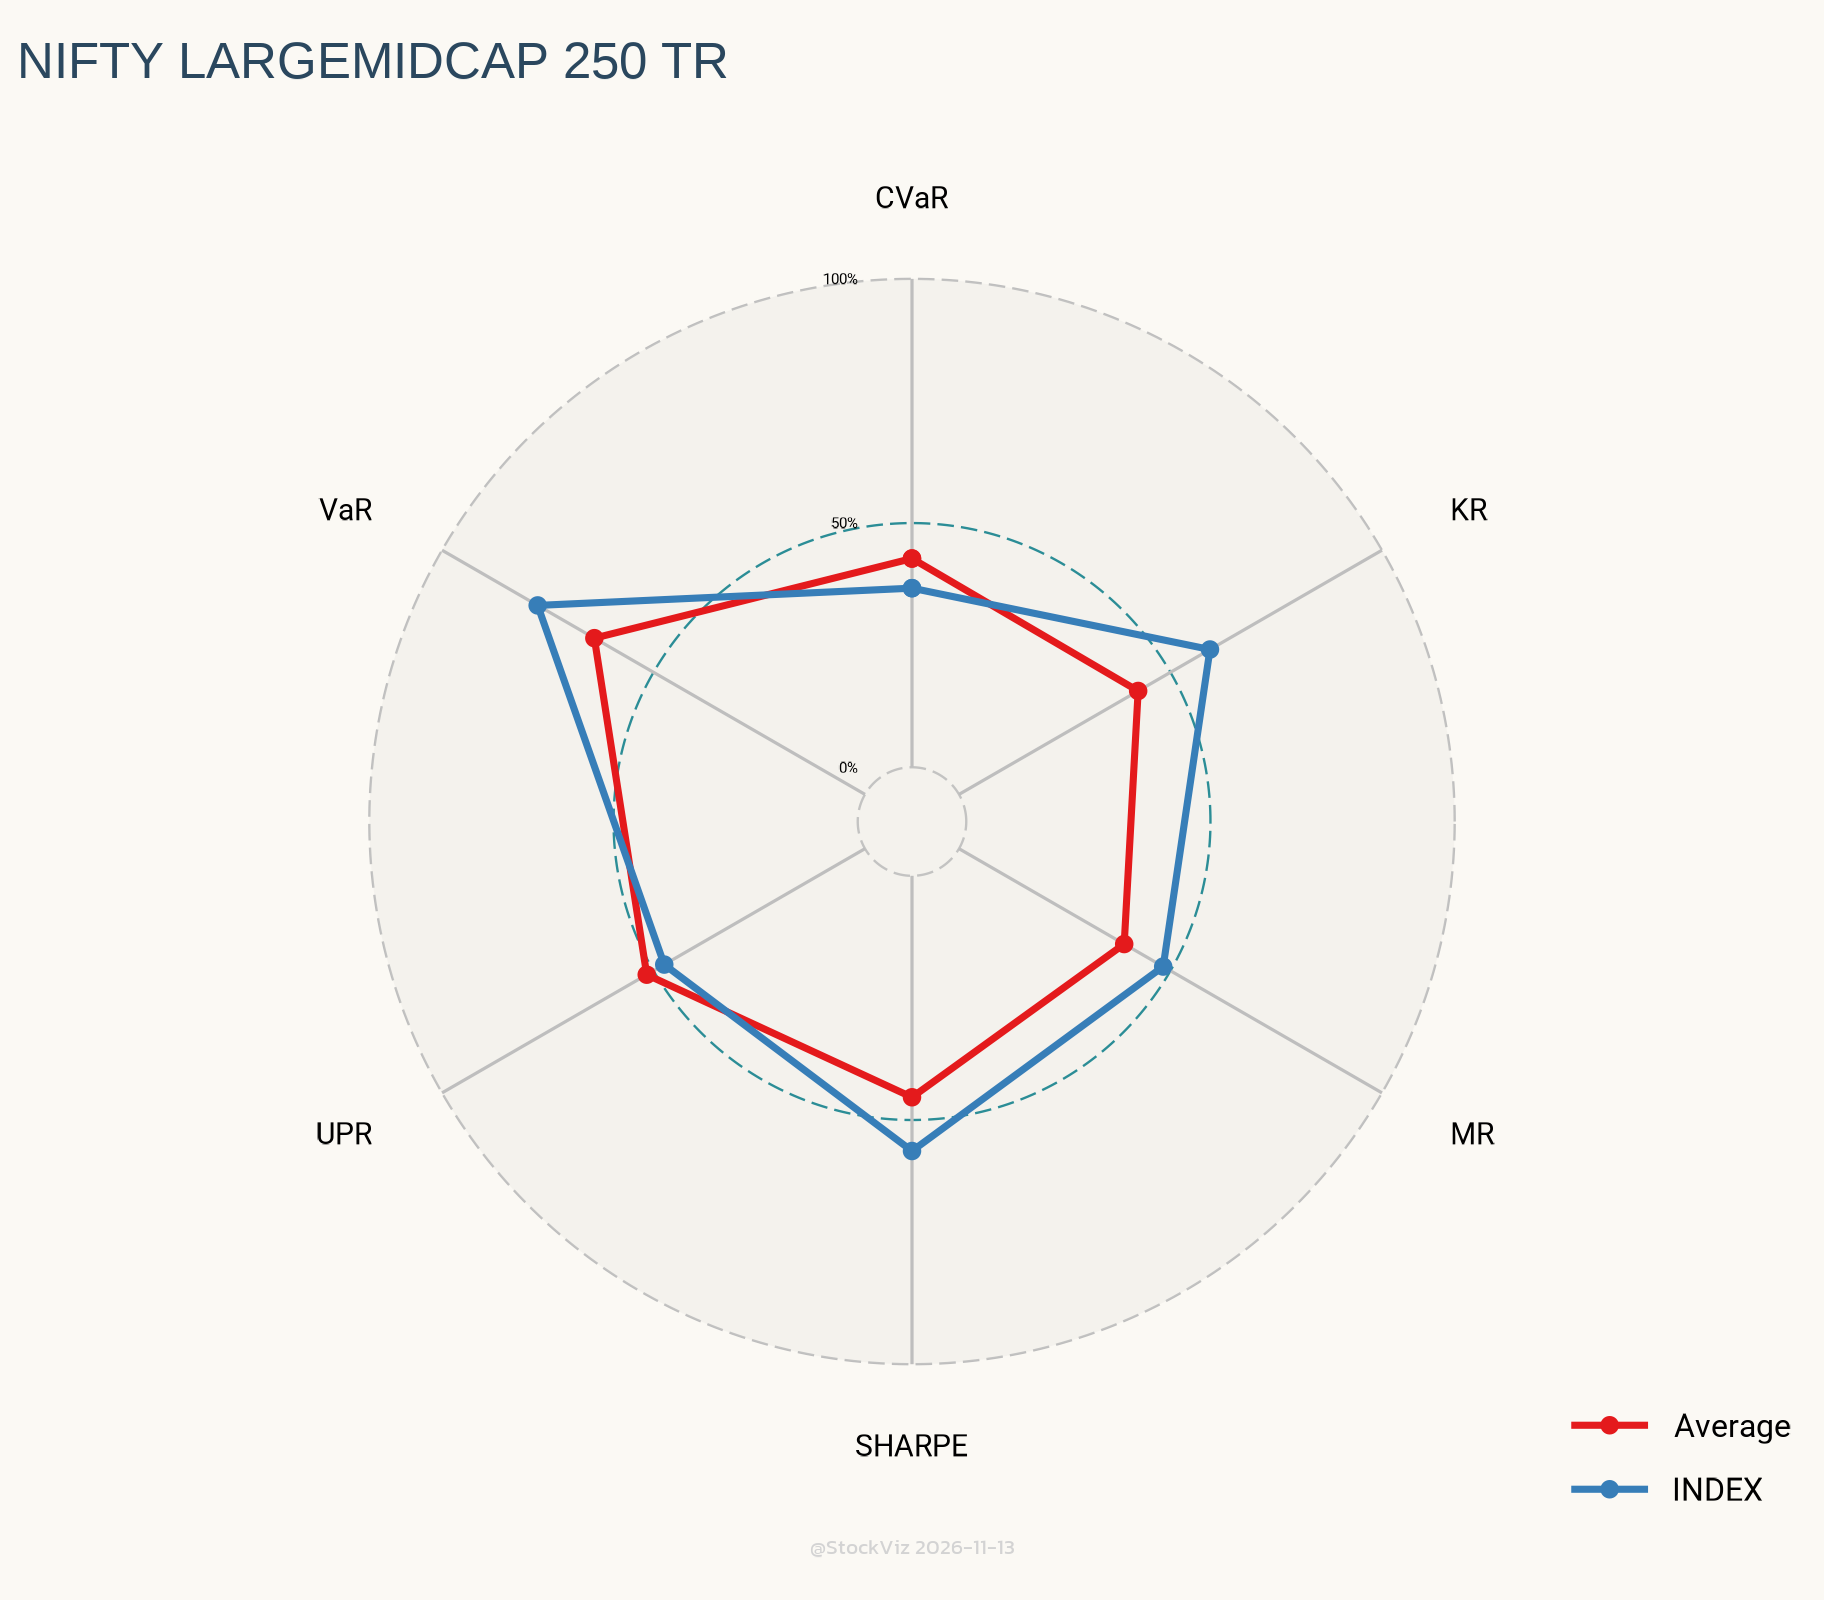 NIFTY LARGEMIDCAP 250 TR
CVaR
100%
VaR
KR
50%
0%
UPR
MR
SHARPE
Average
INDEX
@StockViz 2026-11-13